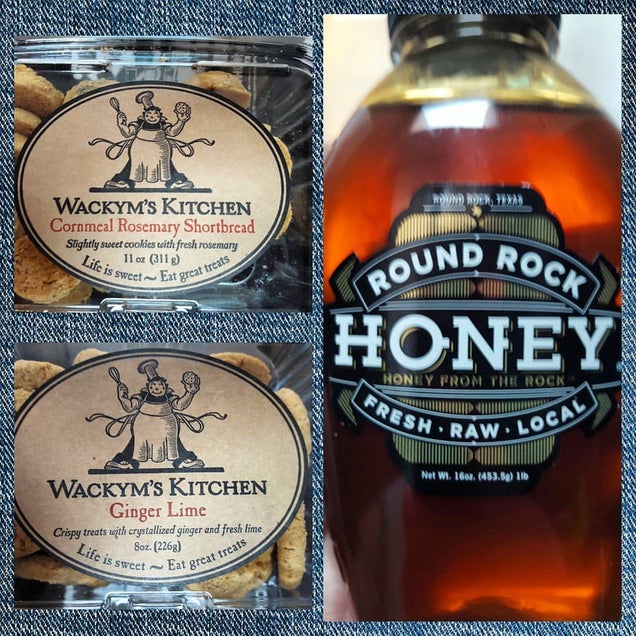 WACKYM'S KITCHEN
Cornmeal Rosemary Shortbread
Slightly sweet cookies with fresh rosemary
11 oz (311 g)
Life is sweet ~ Eat great treats
WACKYM'S KITCHEN
Ginger Lime
Crispy treats with crystallized ginger and fresh lime
8oz. (226g)
Life is sweet ~ Eat great treats
ROUND ROCK, TEXAS
ROUND ROCK
HONEY
HONEY FROM THE ROCK
FRESH · RAW · LOCAL
Net Wt. 16oz. (453.5g) 1lb